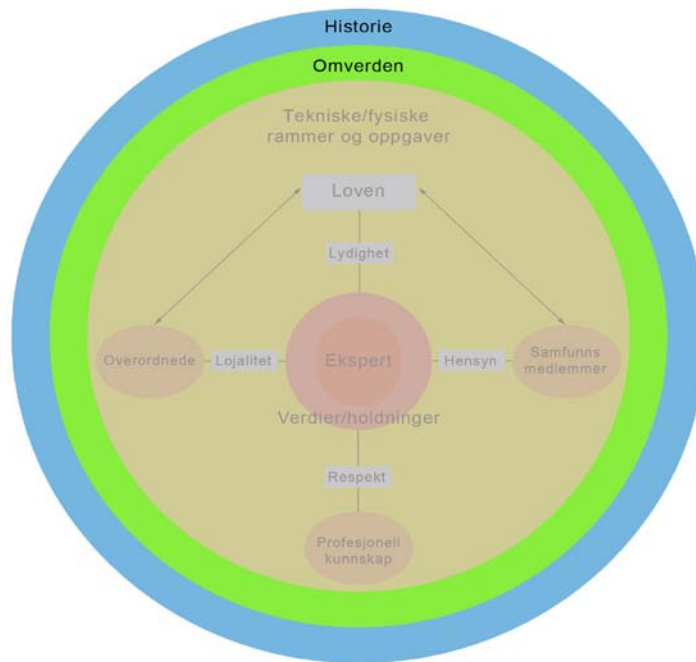 Historie
Omverden
Tekniske/fysiske
rammer og oppgaver
Loven
Lydighet
Overordnede
Lojalitet
Ekspert
Hensyn
Samfunns
medlemmer
Verdier/holdninger
Respekt
Profesjonell
kunnskap